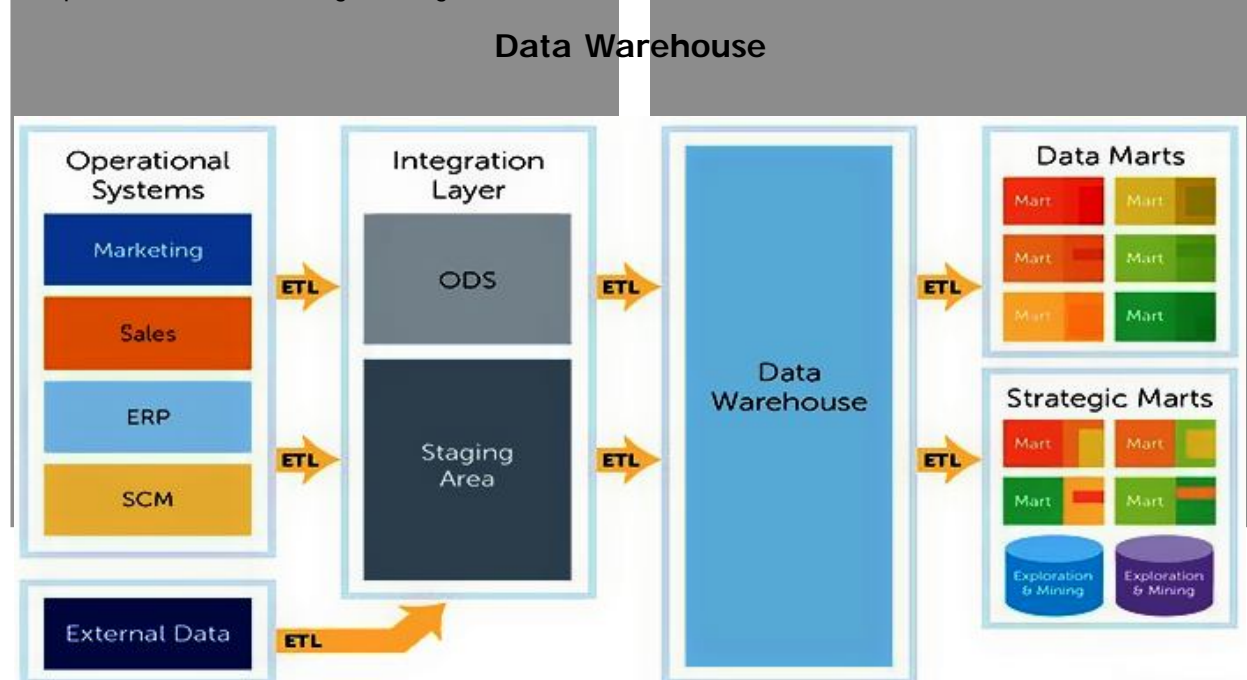 Data Warehouse
Operational
Systems
Marketing
Sales
ERP
SCM
External Data
ETL
ETL
ETL
Integration
Layer
ODS
Staging
Area
ETL
ETL
Data
Warehouse
ETL
ETL
Data Marts
Mart
Mart
Mart
Mart
Mart
Mart
Strategic Marts
Mart
Mart
Mart
Mart
Exploration
& Mining
Exploration
& Mining